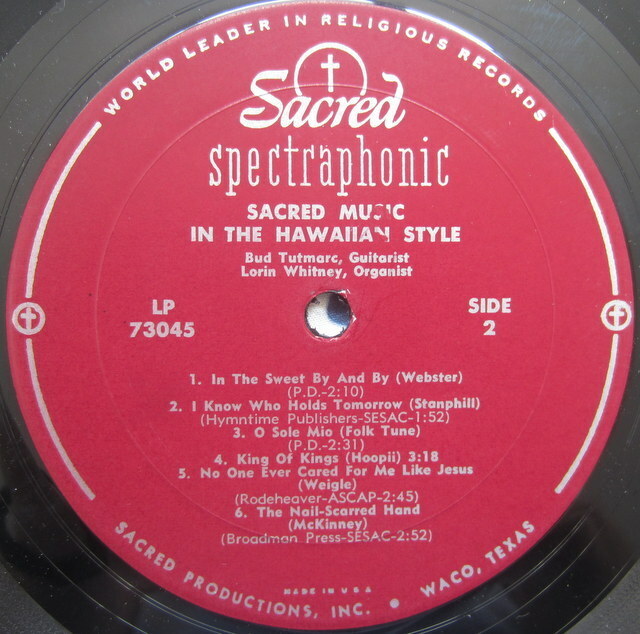 WORLD LEADER IN RELIGIOUS RECORDS
Sacred
spectraphonic
SACRED MUSIC
IN THE HAWAIIAN STYLE
Bud Tutmarc, Guitarist
Lorin Whitney, Organist
LP
73045
SIDE
2
1. In The Sweet By And By (Webster)
(P.D.-2:10)
2. I Know Who Holds Tomorrow (Stanphill)
(Hymntime Publishers-SESAC-1:52)
3. O Sole Mio (Folk Tune)
(P.D.-2:31)
4. King Of Kings (Hoopii) 3:18
5. No One Ever Cared For Me Like Jesus
(Weigle)
(Rodeheaver-ASCAP-2:45)
6. The Nail-Scarred Hand
(McKinney)
(Broadman Press-SESAC-2:52)
MADE IN U S A
SACRED PRODUCTIONS, INC. • WACO, TEXAS